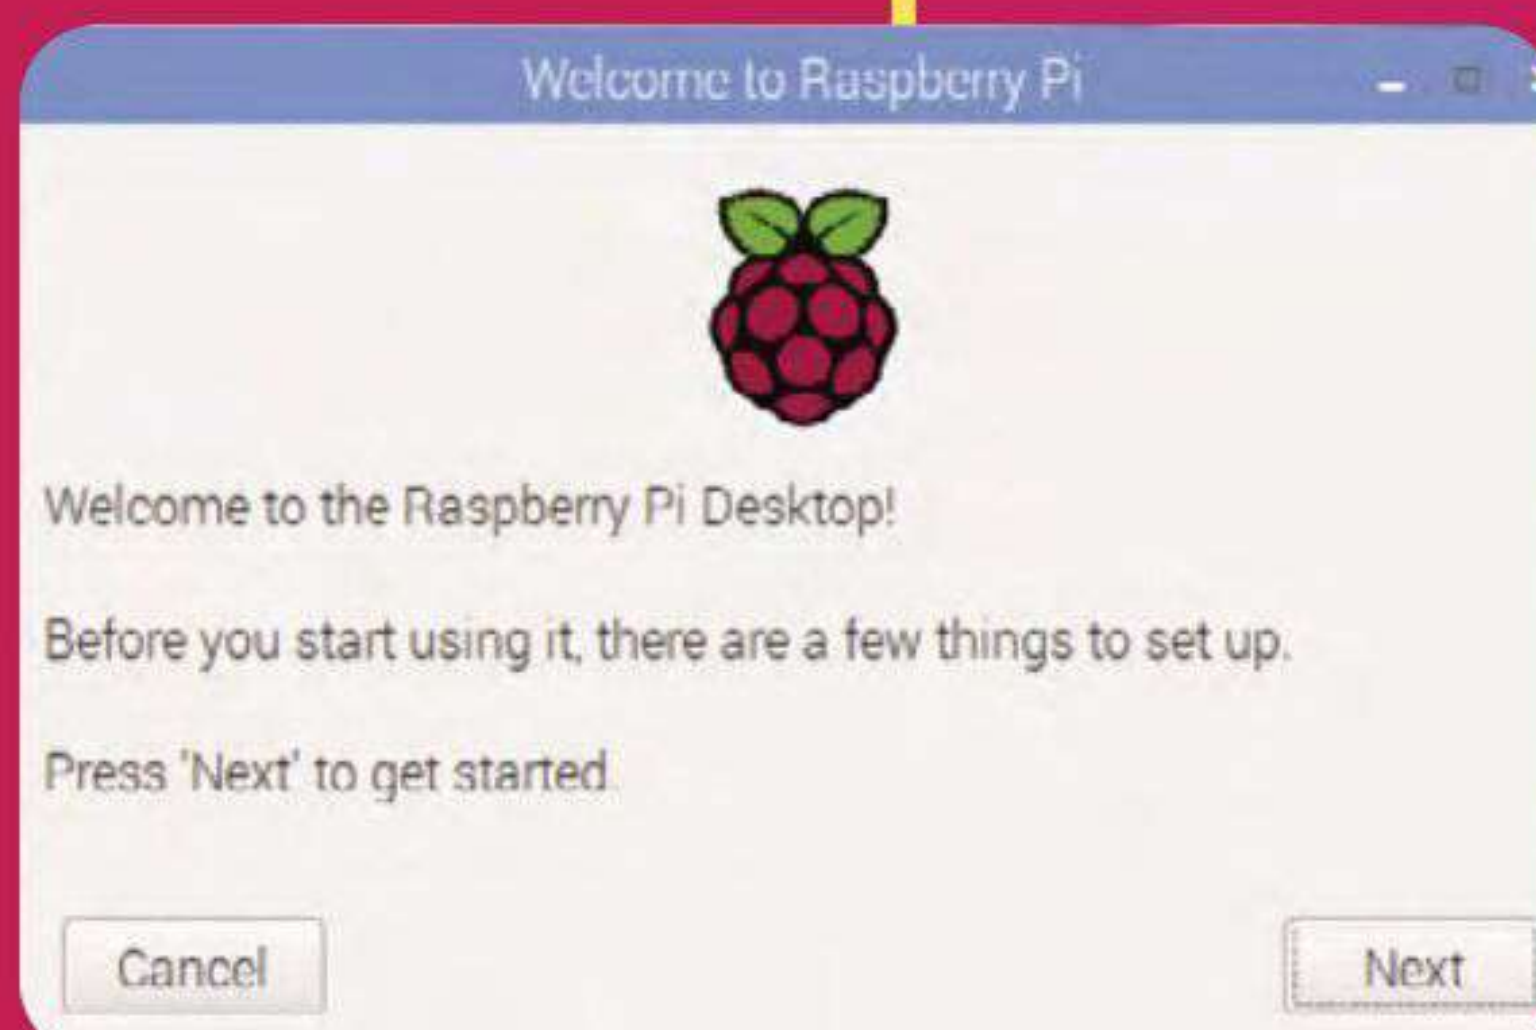 Welcome to Raspberry Pi
Welcome to the Raspberry Pi Desktop!
Before you start using it, there are a few things to set up.
Press 'Next' to get started.
Cancel
Next